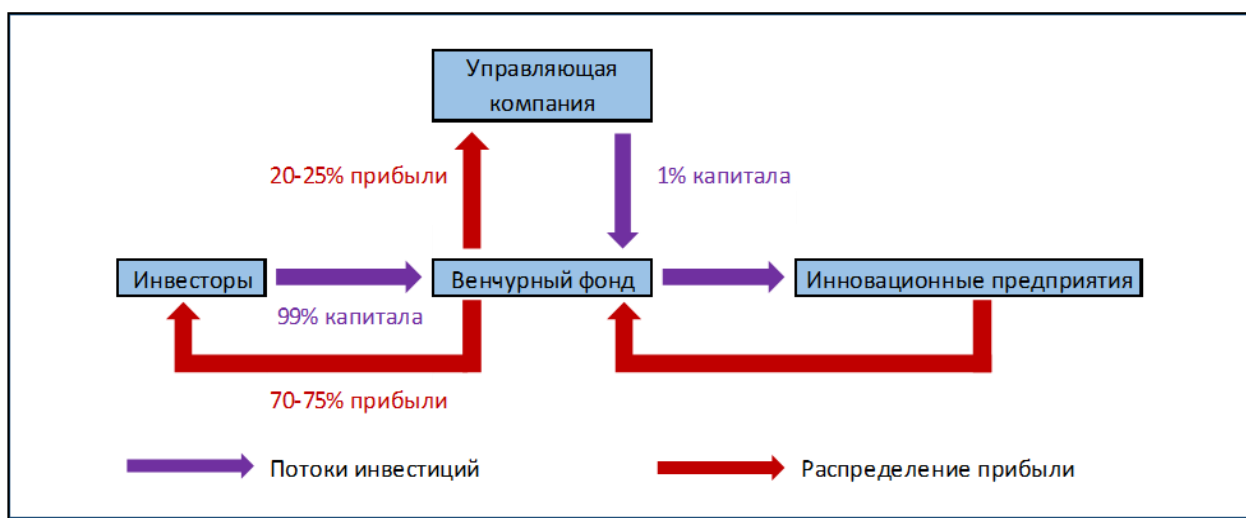 Управляющая
компания
20-25% прибыли
1% капитала
Инвесторы
Венчурный фонд
Инновационные предприятия
99% капитала
70-75% прибыли
Потоки инвестиций
Распределение прибыли